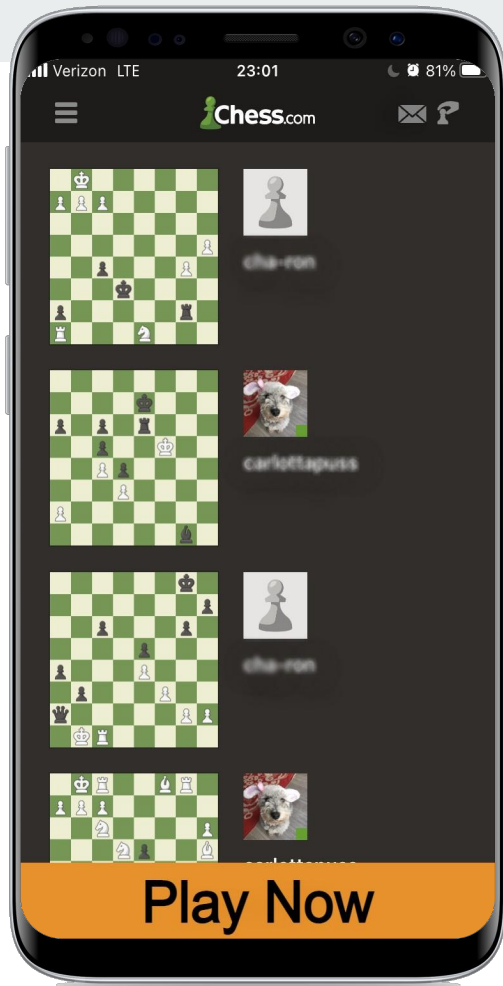 Verizon LTE 23:01 81%
Chess.com
cha-ron
carlottapuss
cha-ron
Play Now